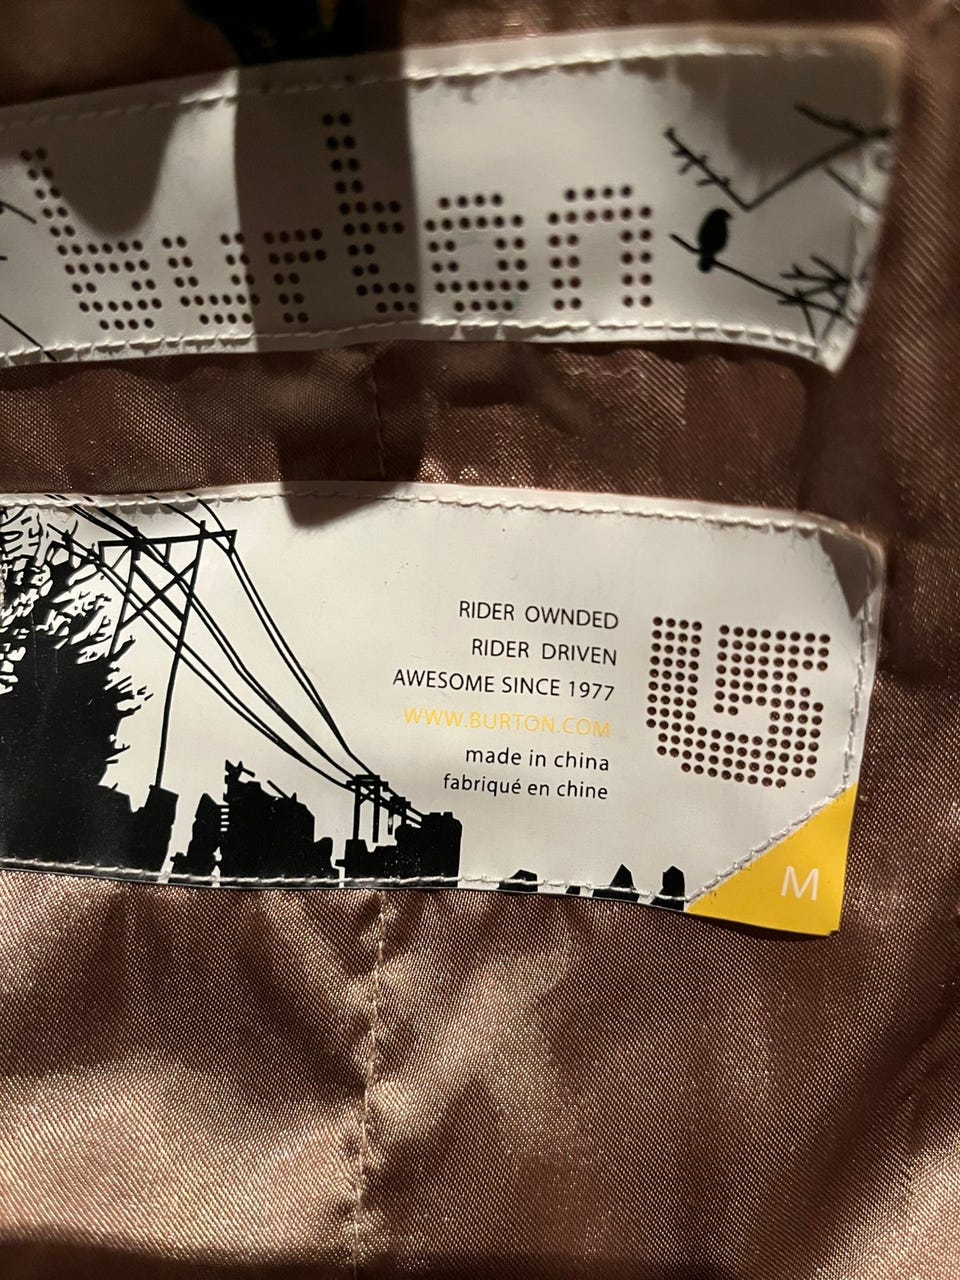 burton
RIDER OWNDED
RIDER DRIVEN
AWESOME SINCE 1977
WWW.BURTON.COM
made in china
fabriqué en chine
M